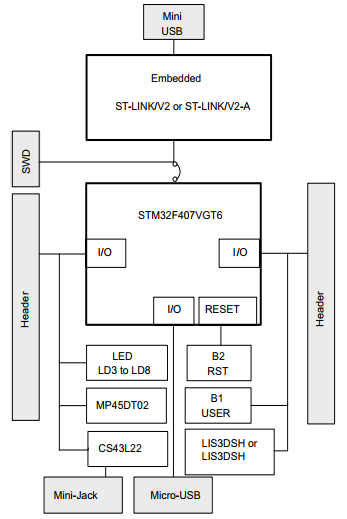 Mini
USB
Embedded
ST-LINK/V2 or ST-LINK/V2-A
SWD
STM32F407VGT6
I/O
I/O
Header
Header
I/O
RESET
LED
LD3 to LD8
B2
RST
MP45DT02
B1
USER
CS43L22
LIS3DSH or
LIS3DSH
Mini-Jack
Micro-USB